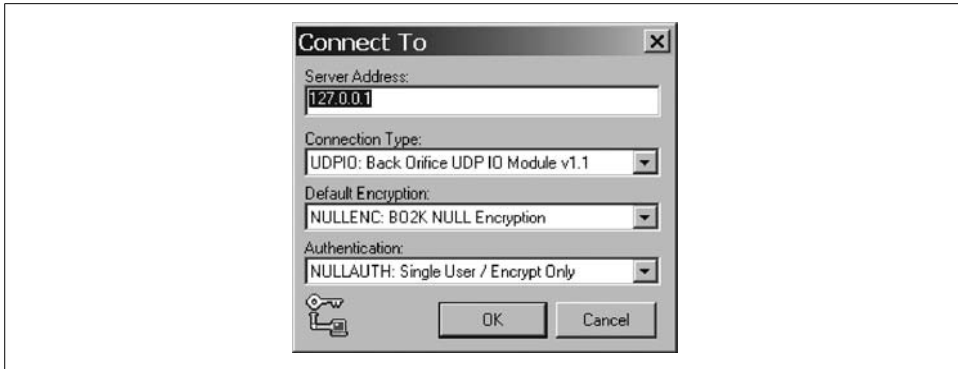 Connect To
Server Address:
127.0.0.1
Connection Type:
UDPIO: Back Orifice UDP IO Module v1.1
Default Encryption:
NULLENC: BO2K NULL Encryption
Authentication:
NULLAUTH: Single User / Encrypt Only
OK
Cancel